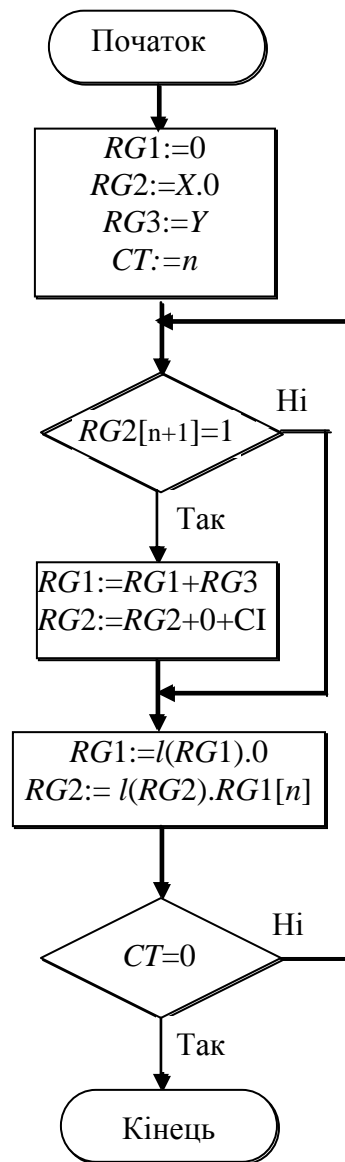 Початок
RG1:=0
RG2:=X.0
RG3:=Y
CT:=n
RG2[n+1]=1
Ні
Так
RG1:=RG1+RG3
RG2:=RG2+0+CI
RG1:=l(RG1).0
RG2:= l(RG2).RG1[n]
CT=0
Ні
Так
Кінець